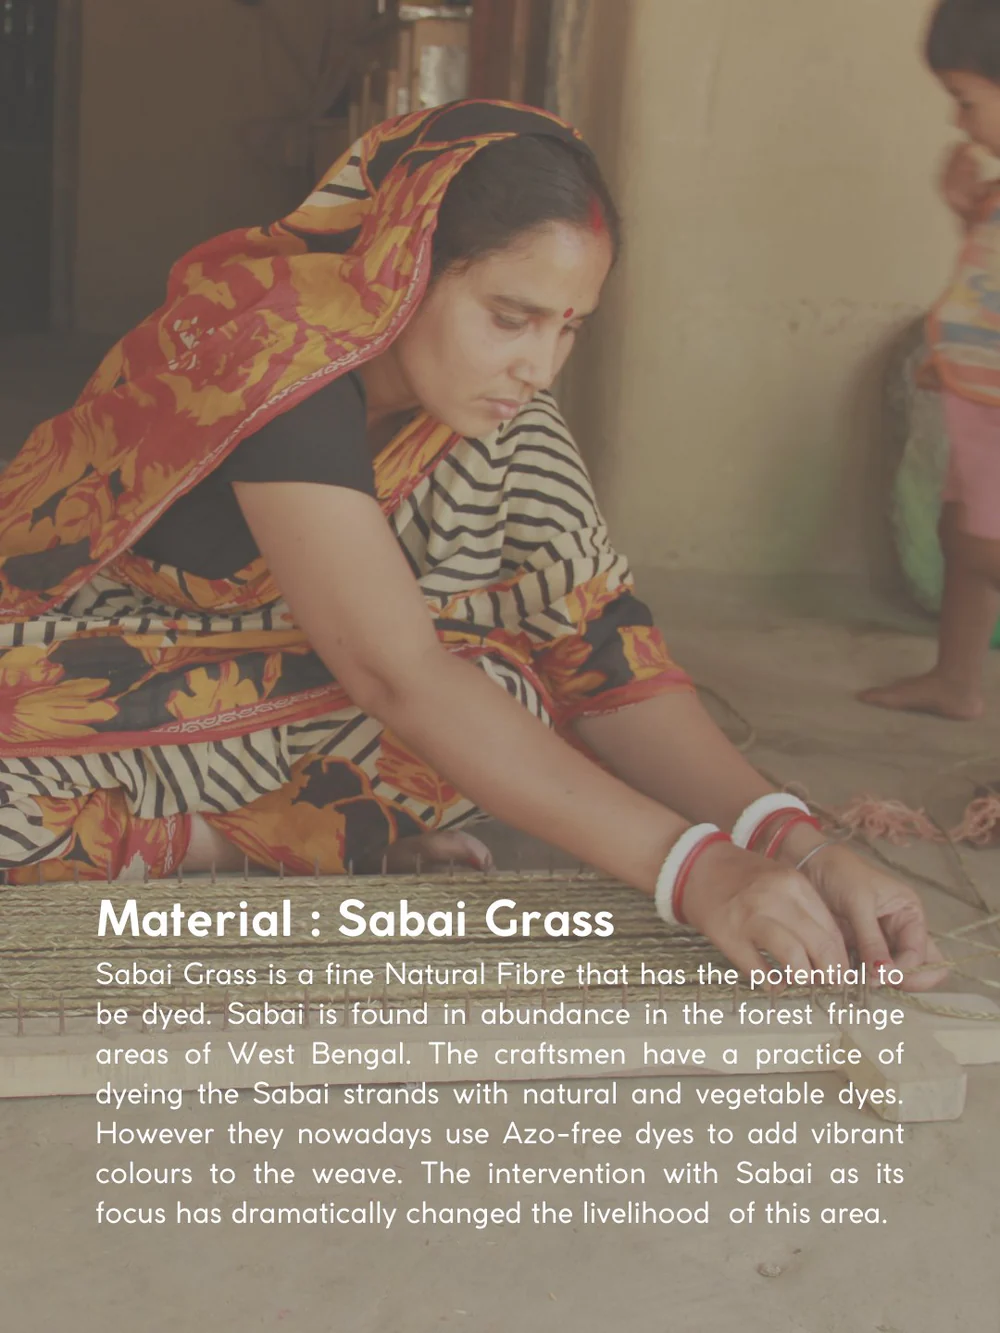 Material : Sabai Grass
Sabai Grass is a fine Natural Fibre that has the potential to
be dyed. Sabai is found in abundance in the forest fringe
areas of West Bengal. The craftsmen have a practice of
dyeing the Sabai strands with natural and vegetable dyes.
However they nowadays use Azo-free dyes to add vibrant
colours to the weave. The intervention with Sabai as its
focus has dramatically changed the livelihood  of this area.